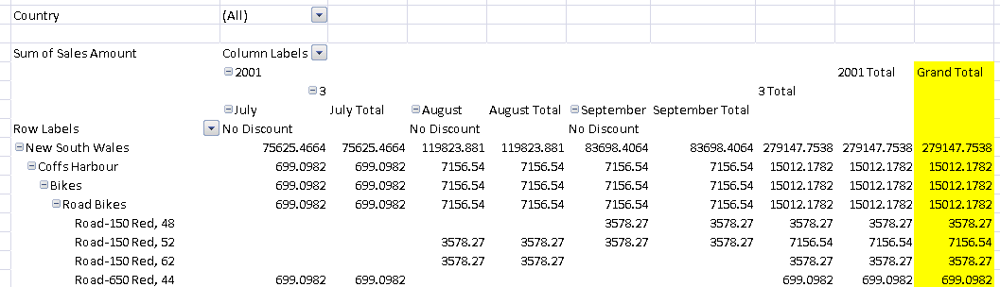 Country (All)
Sum of Sales Amount Column Labels
2001 2001 Total Grand Total
3 3 Total
July July Total August August Total September September Total
Row Labels No Discount No Discount No Discount
New South Wales 75625.4664 75625.4664 119823.881 119823.881 83698.4064 83698.4064 279147.7538 279147.7538 279147.7538
Coffs Harbour 699.0982 699.0982 7156.54 7156.54 7156.54 7156.54 15012.1782 15012.1782 15012.1782
Bikes 699.0982 699.0982 7156.54 7156.54 7156.54 7156.54 15012.1782 15012.1782 15012.1782
Road Bikes 699.0982 699.0982 7156.54 7156.54 7156.54 7156.54 15012.1782 15012.1782 15012.1782
Road-150 Red, 48 3578.27 3578.27 3578.27 3578.27 3578.27
Road-150 Red, 52 3578.27 3578.27 3578.27 3578.27 7156.54 7156.54 7156.54
Road-150 Red, 62 3578.27 3578.27 3578.27 3578.27 3578.27
Road-650 Red, 44 699.0982 699.0982 699.0982 699.0982 699.0982